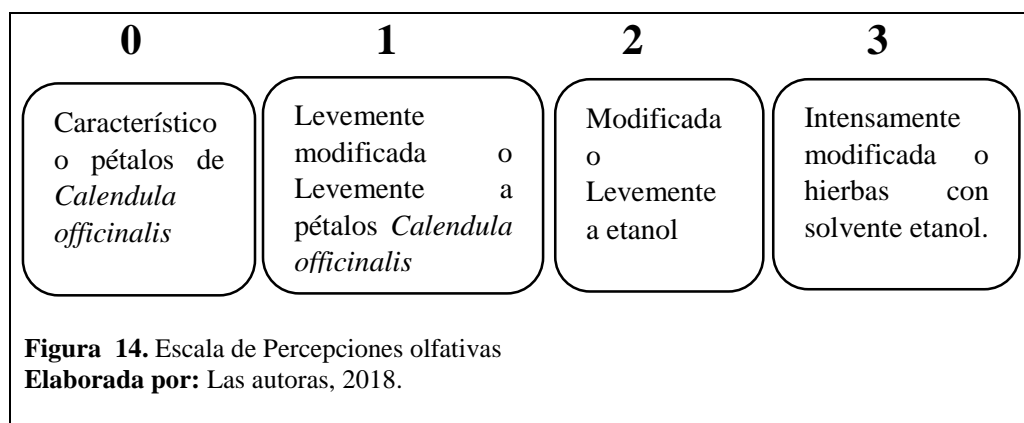 0
1
2
3
Característico
o pétalos de
Calendula
officinalis
Levemente
modificada o
Levemente a
pétalos Calendula
officinalis
Modificada
o
Levemente
a etanol
Intensamente
modificada o
hierbas con
solvente etanol.
Figura 14. Escala de Percepciones olfativas
Elaborada por: Las autoras, 2018.